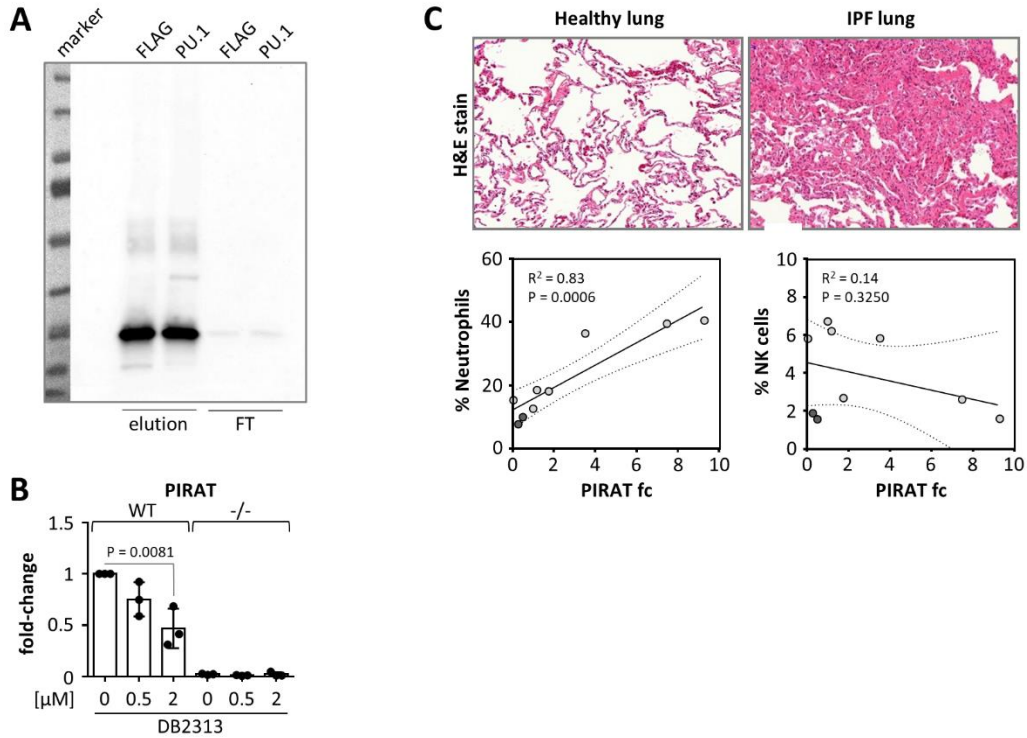 A
marker
FLAG
PU.1
FLAG
PU.1
elution
FT
B
PIRAT
WT
-/-
fold-change
1.5
1
0.5
0
P = 0.0081
[µM] 0 0.5 2 0 0.5 2
DB2313
C
Healthy lung
IPF lung
H&E stain
% Neutrophils
60
40
20
0
R² = 0.83
P = 0.0006
0 2 4 6 8 10
PIRAT fc
% NK cells
10
8
6
4
2
0
R² = 0.14
P = 0.3250
0 2 4 6 8 10
PIRAT fc